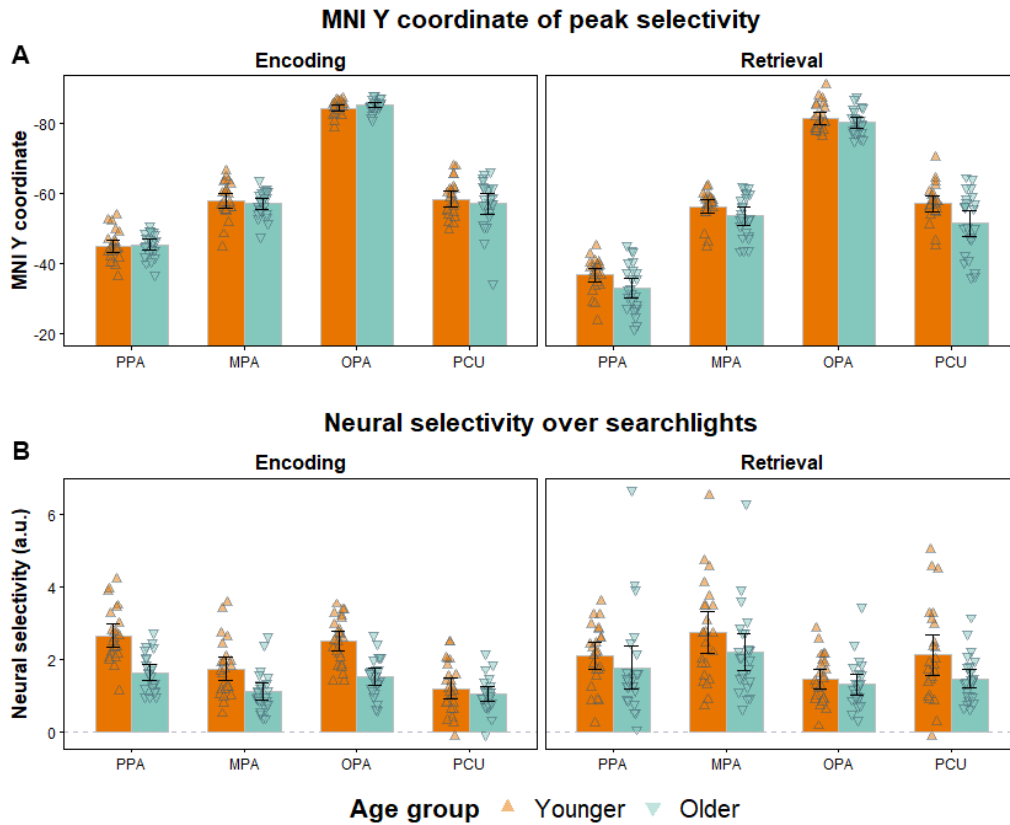 MNI Y coordinate of peak selectivity
A
Encoding
Retrieval
MNI Y coordinate
-80
-60
-40
-20
PPA
MPA
OPA
PCU
PPA
MPA
OPA
PCU
Neural selectivity over searchlights
B
Encoding
Retrieval
Neural selectivity (a.u.)
6
4
2
0
PPA
MPA
OPA
PCU
PPA
MPA
OPA
PCU
Age group Younger Older